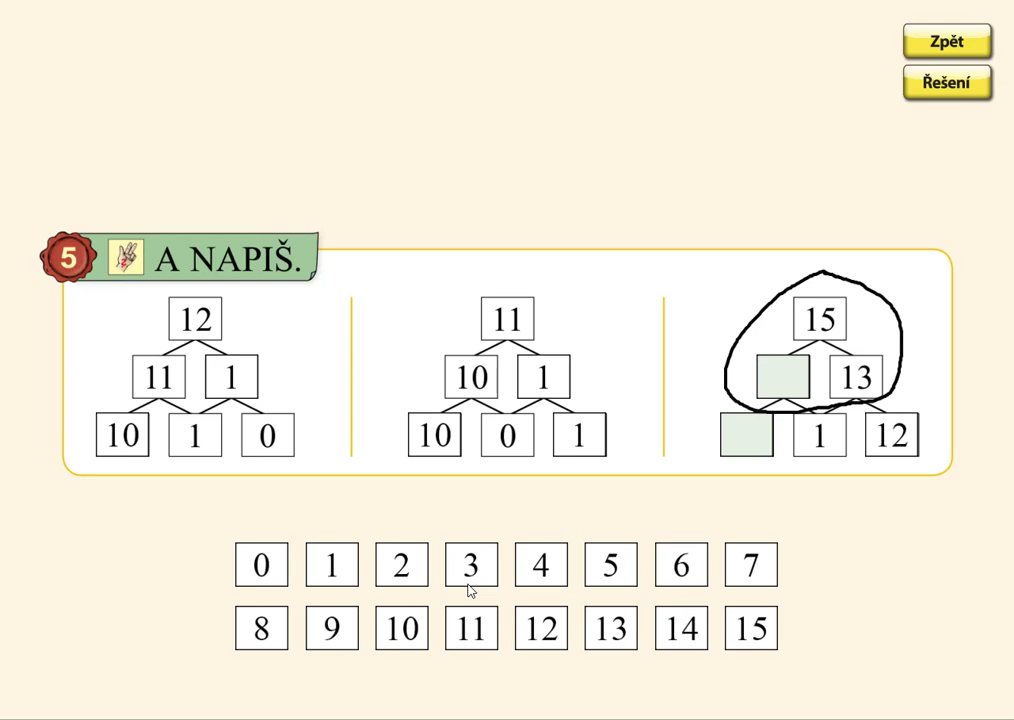 Zpět
Řešení
5 A NAPIŠ.
12 11 15
11 1 10 1 13
10 1 0 10 0 1 1 12
0 1 2 3 4 5 6 7
8 9 10 11 12 13 14 15